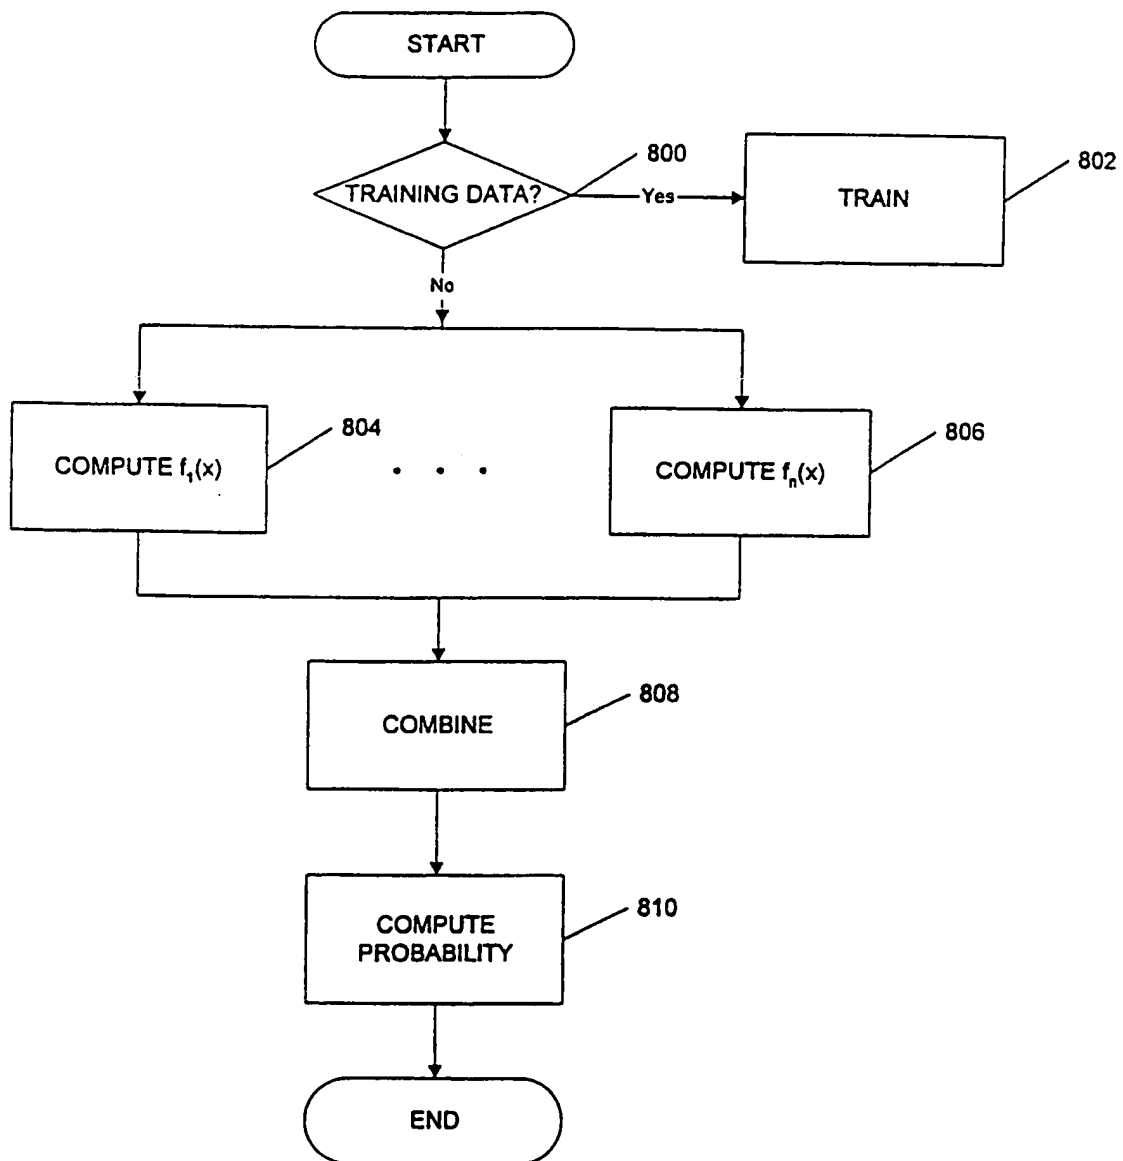 START
800
TRAINING DATA?
Yes
TRAIN
802
No
COMPUTE f₁(x)
804
. . .
COMPUTE fₙ(x)
806
COMBINE
808
COMPUTE
PROBABILITY
810
END